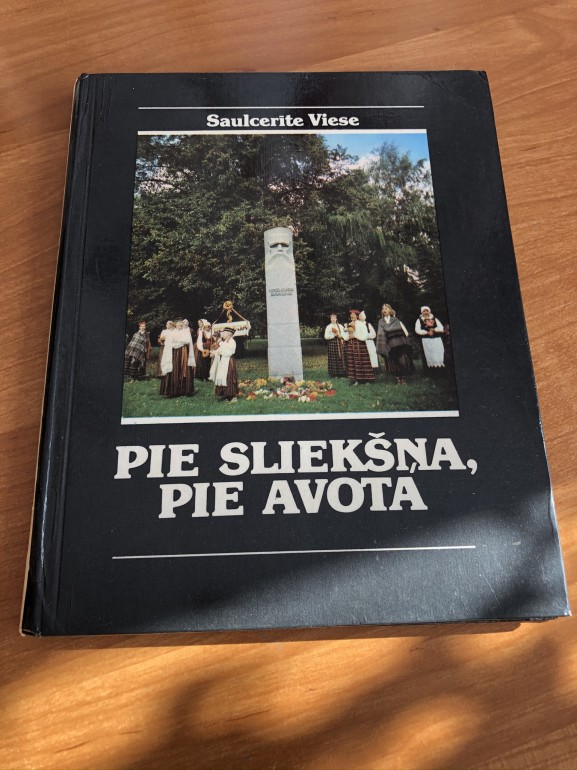 Saulcerite Viese
PIE SLIEKŠŅA,
PIE AVOTA